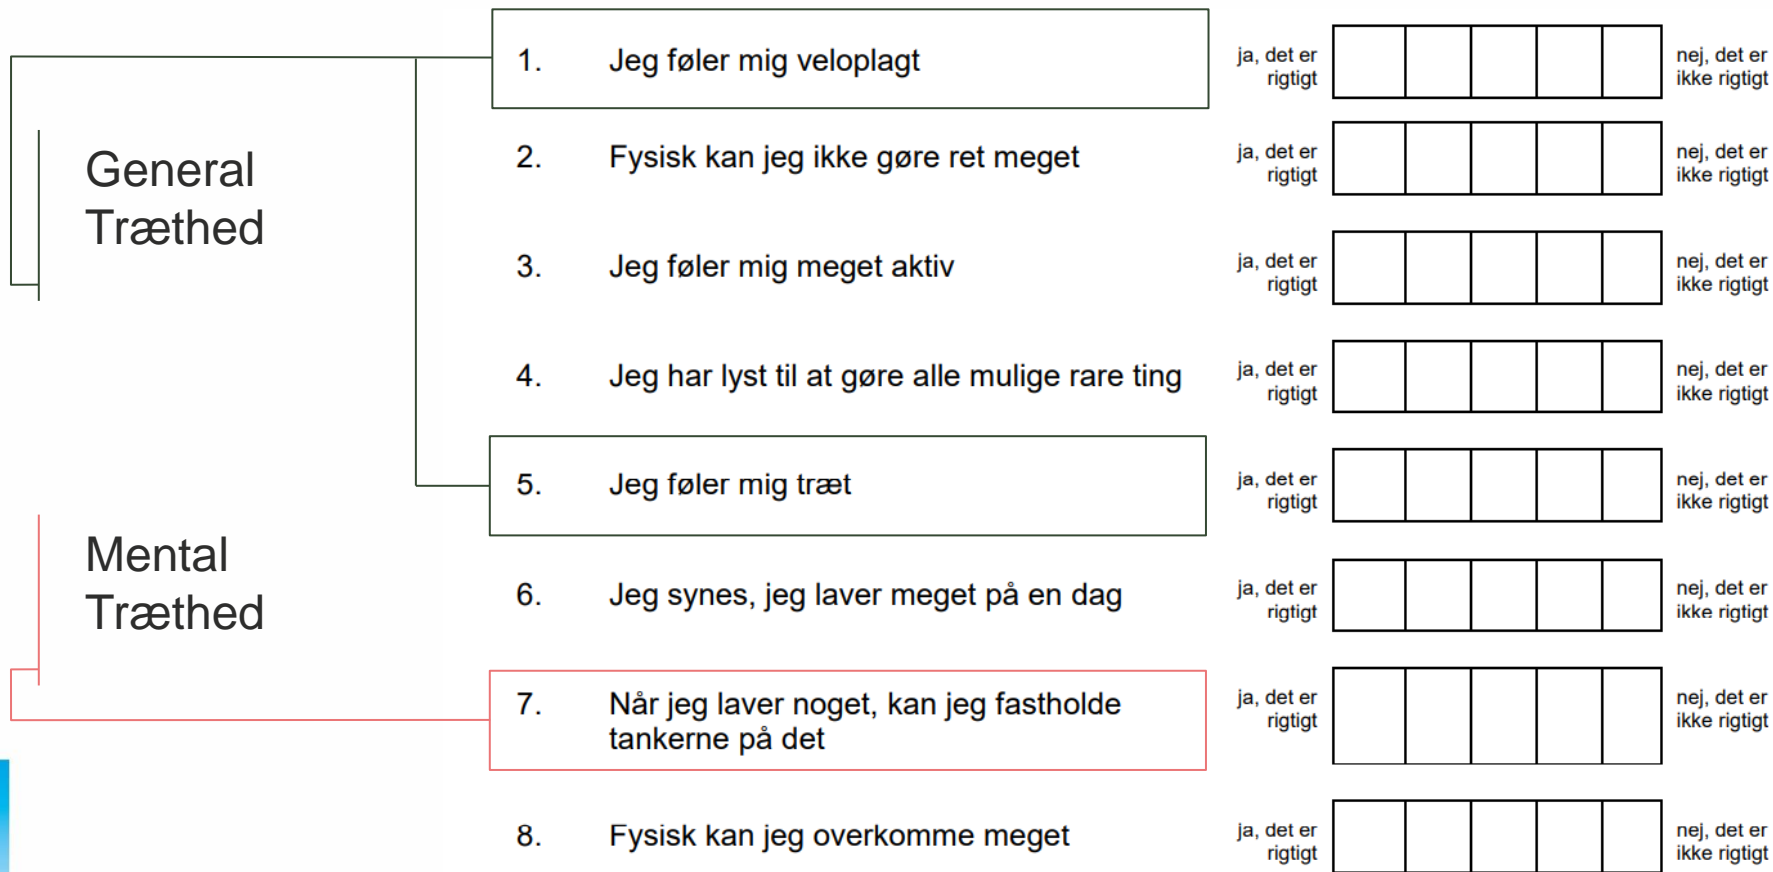 General
Træthed
Mental
Træthed
1. Jeg føler mig veloplagt
ja, det er
rigtigt
nej, det er
ikke rigtigt
2. Fysisk kan jeg ikke gøre ret meget
ja, det er
rigtigt
nej, det er
ikke rigtigt
3. Jeg føler mig meget aktiv
ja, det er
rigtigt
nej, det er
ikke rigtigt
4. Jeg har lyst til at gøre alle mulige rare ting
ja, det er
rigtigt
nej, det er
ikke rigtigt
5. Jeg føler mig træt
ja, det er
rigtigt
nej, det er
ikke rigtigt
6. Jeg synes, jeg laver meget på en dag
ja, det er
rigtigt
nej, det er
ikke rigtigt
7. Når jeg laver noget, kan jeg fastholde
tankerne på det
ja, det er
rigtigt
nej, det er
ikke rigtigt
8. Fysisk kan jeg overkomme meget
ja, det er
rigtigt
nej, det er
ikke rigtigt